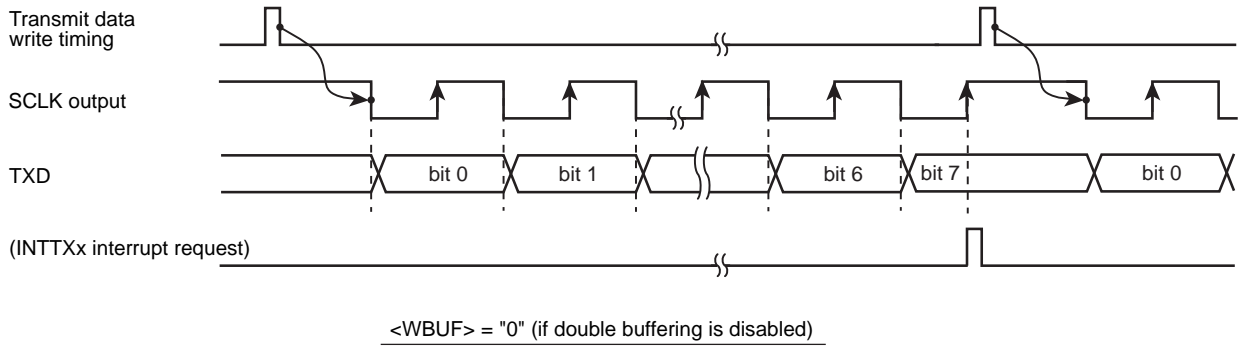 Transmit data
write timing
SCLK output
TXD
bit 0
bit 1
bit 6
bit 7
bit 0
(INTTXx interrupt request)
<WBUF> = "0" (if double buffering is disabled)